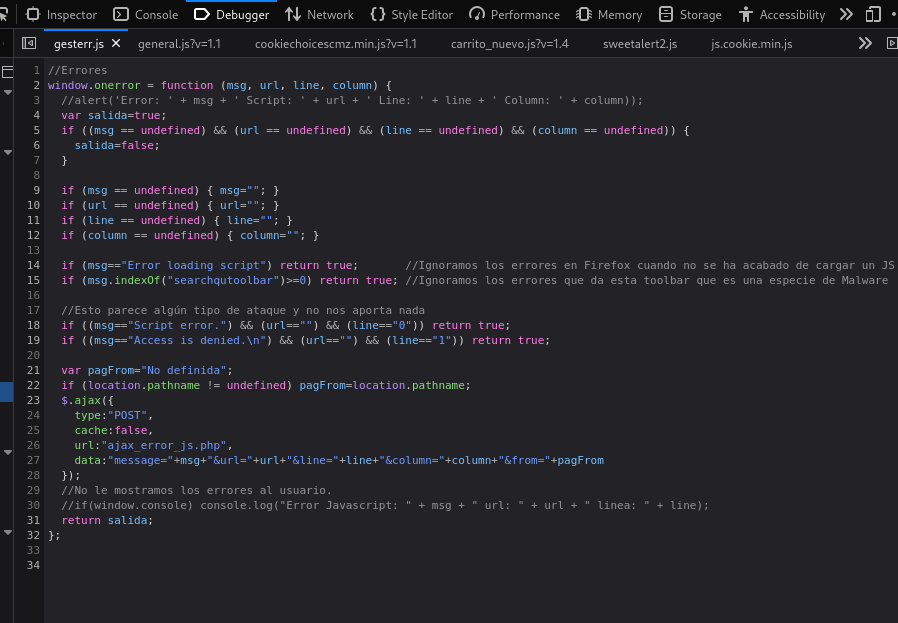 Inspector Console Debugger Network Style Editor Performance Memory Storage Accessibility
gesterr.js general.js?v=1.1 cookiechoicescmz.min.js?v=1.1 carrito_nuevo.js?v=1.4 sweetalert2.js js.cookie.min.js
1 //Errores
2 window.onerror = function (msg, url, line, column) {
3 //alert('Error: ' + msg + ' Script: ' + url + ' Line: ' + line + ' Column: ' + column));
4 var salida=true;
5 if ((msg == undefined) && (url == undefined) && (line == undefined) && (column == undefined)) {
6 salida=false;
7 }
8
9 if (msg == undefined) { msg=""; }
10 if (url == undefined) { url=""; }
11 if (line == undefined) { line=""; }
12 if (column == undefined) { column=""; }
13
14 if (msg=="Error loading script") return true; //Ignoramos los errores en Firefox cuando no se ha acabado de cargar un JS
15 if (msg.indexOf("searchqutoolbar")>=0) return true; //Ignoramos los errores que da esta toolbar que es una especie de Malware
16
17 //Esto parece algún tipo de ataque y no nos aporta nada
18 if ((msg=="Script error.") && (url=="") && (line=="0")) return true;
19 if ((msg=="Access is denied.\n") && (url=="") && (line=="1")) return true;
20
21 var pagFrom="No definida";
22 if (location.pathname != undefined) pagFrom=location.pathname;
23 $.ajax({
24 type:"POST",
25 cache:false,
26 url:"ajax_error_js.php",
27 data:"message="+msg+"&url="+url+"&line="+line+"&column="+column+"&from="+pagFrom
28 });
29 //No le mostramos los errores al usuario.
30 //if(window.console) console.log("Error Javascript: " + msg + " url: " + url + " linea: " + line);
31 return salida;
32 };
33
34